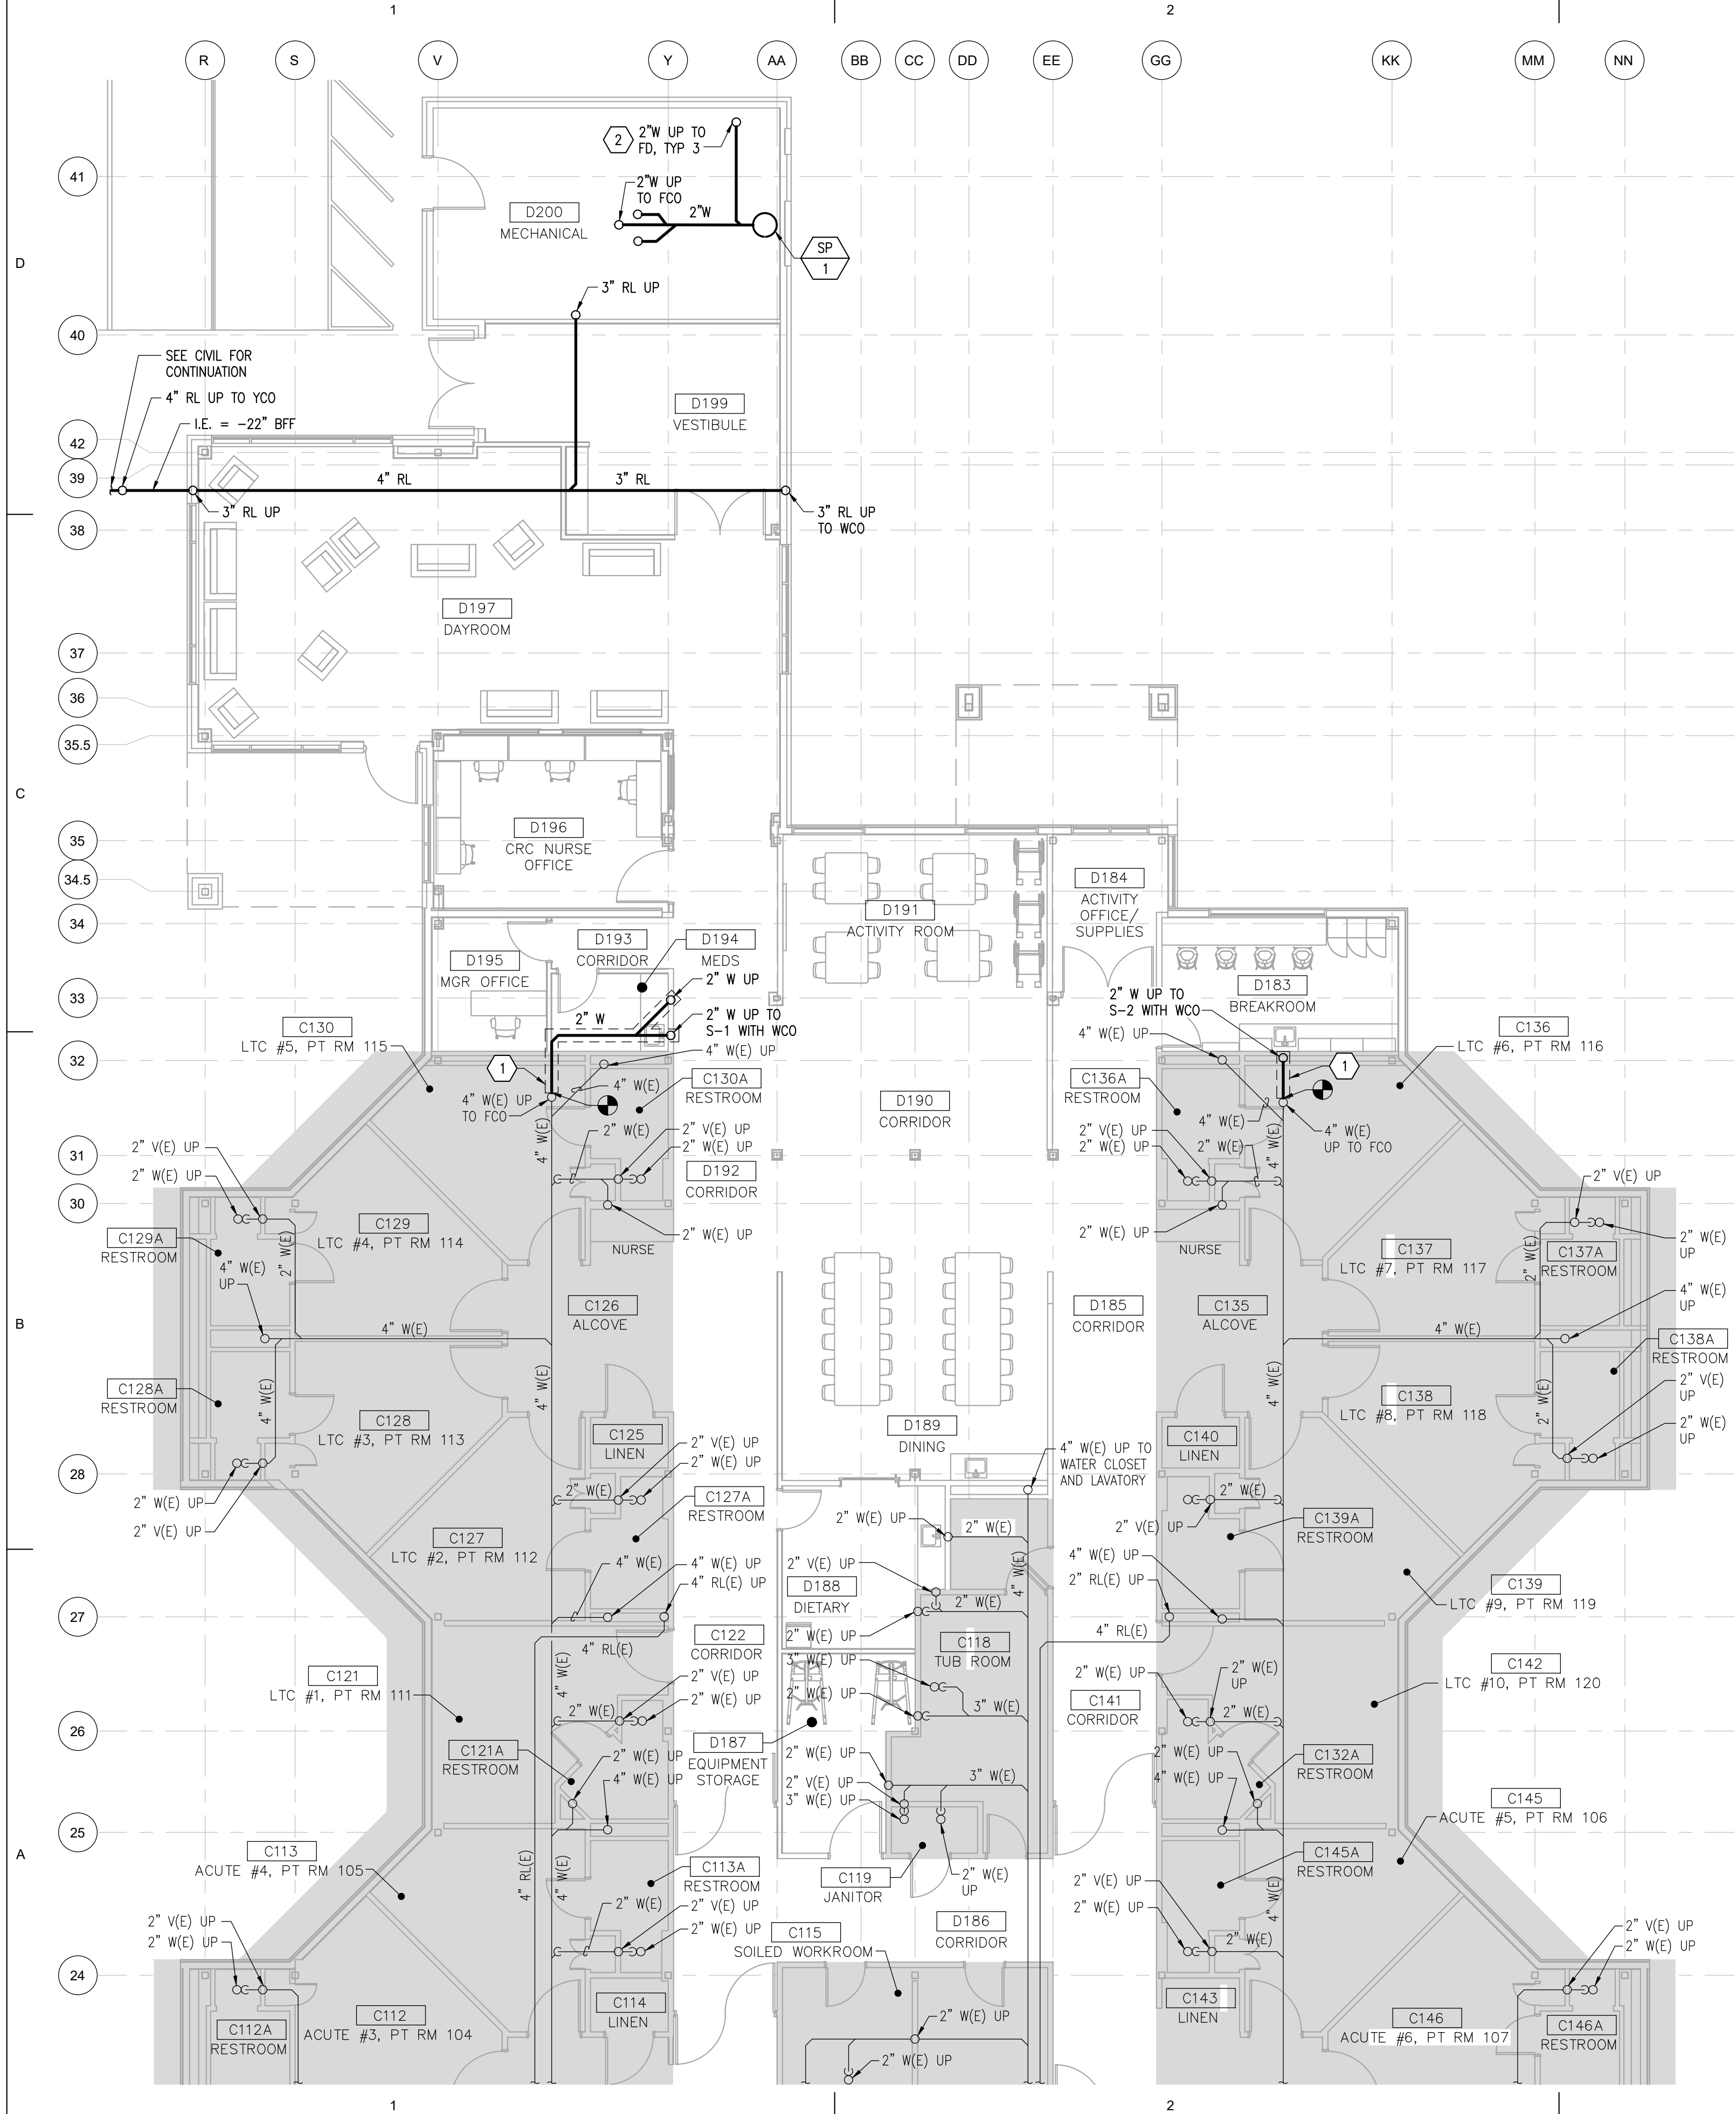 1
2
R
S
V
Y
AA
BB
CC
DD
EE
GG
KK
MM
NN
D
C
B
A
41
40
42
39
38
37
36
35.5
35
34.5
34
33
32
31
30
28
27
26
25
24
2
2"W UP TO
FD, TYP 3
2"W UP
TO FCO
2"W
D200
MECHANICAL
SP
1
3" RL UP
SEE CIVIL FOR
CONTINUATION
4" RL UP TO YCO
I.E. = -22" BFF
D199
VESTIBULE
4" RL
3" RL
3" RL UP
3" RL UP
TO WCO
D197
DAYROOM
D196
CRC NURSE
OFFICE
D184
ACTIVITY
OFFICE/
SUPPLIES
D191
ACTIVITY ROOM
D195
MGR OFFICE
D193
CORRIDOR
D194
MEDS
2" W UP
2" W
2" W UP TO
S-1 WITH WCO
D183
BREAKROOM
2" W UP TO
S-2 WITH WCO
4" W(E) UP
C130
LTC #5, PT RM 115
4" W(E) UP
C136
LTC #6, PT RM 116
1
4" W(E) UP
TO FCO
4" W(E)
C130A
RESTROOM
4" W(E)
D190
CORRIDOR
C136A
RESTROOM
1
4" W(E)
4" W(E)
UP TO FCO
4" W(E)
2" V(E) UP
2" W(E) UP
2" W(E)
2" V(E) UP
2" W(E) UP
D192
CORRIDOR
2" W(E) UP
NURSE
2" V(E) UP
2" W(E) UP
2" W(E)
2" W(E) UP
NURSE
2" V(E) UP
2" W(E)
UP
C129A
RESTROOM
4" W(E)
UP
2" W(E)
C129
LTC #4, PT RM 114
C137
LTC #7, PT RM 117
2" W(E)
C137A
RESTROOM
4" W(E)
UP
C126
ALCOVE
4" W(E)
D185
CORRIDOR
C135
ALCOVE
4" W(E)
C138A
RESTROOM
C128A
RESTROOM
4" W(E)
C128
LTC #3, PT RM 113
4" W(E)
4" W(E)
C138
LTC #8, PT RM 118
2" W(E)
2" V(E)
UP
2" W(E)
UP
C125
LINEN
D189
DINING
C140
LINEN
2" V(E) UP
2" W(E) UP
4" W(E) UP TO
WATER CLOSET
AND LAVATORY
2" W(E) UP
2" V(E) UP
2" W(E)
C127A
RESTROOM
2" W(E) UP
2" W(E)
2" W(E)
2" V(E) UP
C139A
RESTROOM
C127
LTC #2, PT RM 112
4" W(E)
4" W(E) UP
4" RL(E) UP
2" V(E) UP
D188
DIETARY
4" W(E)
2" W(E)
2" W(E) UP
4" W(E) UP
2" RL(E) UP
C139
LTC #9, PT RM 119
4" RL(E)
C122
CORRIDOR
C118
TUB ROOM
4" RL(E)
C121
LTC #1, PT RM 111
4" W(E)
2" V(E) UP
2" W(E) UP
2" W(E)
3" W(E) UP
2" W(E) UP
3" W(E)
2" W(E) UP
2" W(E)
UP
2" W(E)
C141
CORRIDOR
C142
LTC #10, PT RM 120
C121A
RESTROOM
2" W(E) UP
4" W(E) UP
D187
EQUIPMENT
STORAGE
2" W(E) UP
2" V(E) UP
3" W(E) UP
3" W(E)
2" W(E) UP
4" W(E) UP
C132A
RESTROOM
C145
ACUTE #5, PT RM 106
C113
ACUTE #4, PT RM 105
4" RL(E)
4" W(E)
C113A
RESTROOM
C119
JANITOR
2" W(E)
UP
C145A
RESTROOM
2" W(E)
2" V(E) UP
2" W(E) UP
2" V(E) UP
2" W(E) UP
4" W(E)
2" W(E)
2" V(E) UP
2" W(E) UP
C115
SOILED WORKROOM
D186
CORRIDOR
2" V(E) UP
2" W(E) UP
C112A
RESTROOM
C112
ACUTE #3, PT RM 104
C114
LINEN
2" W(E) UP
2" W(E) UP
C143
LINEN
C146
ACUTE #6, PT RM 107
C146A
RESTROOM
1
2